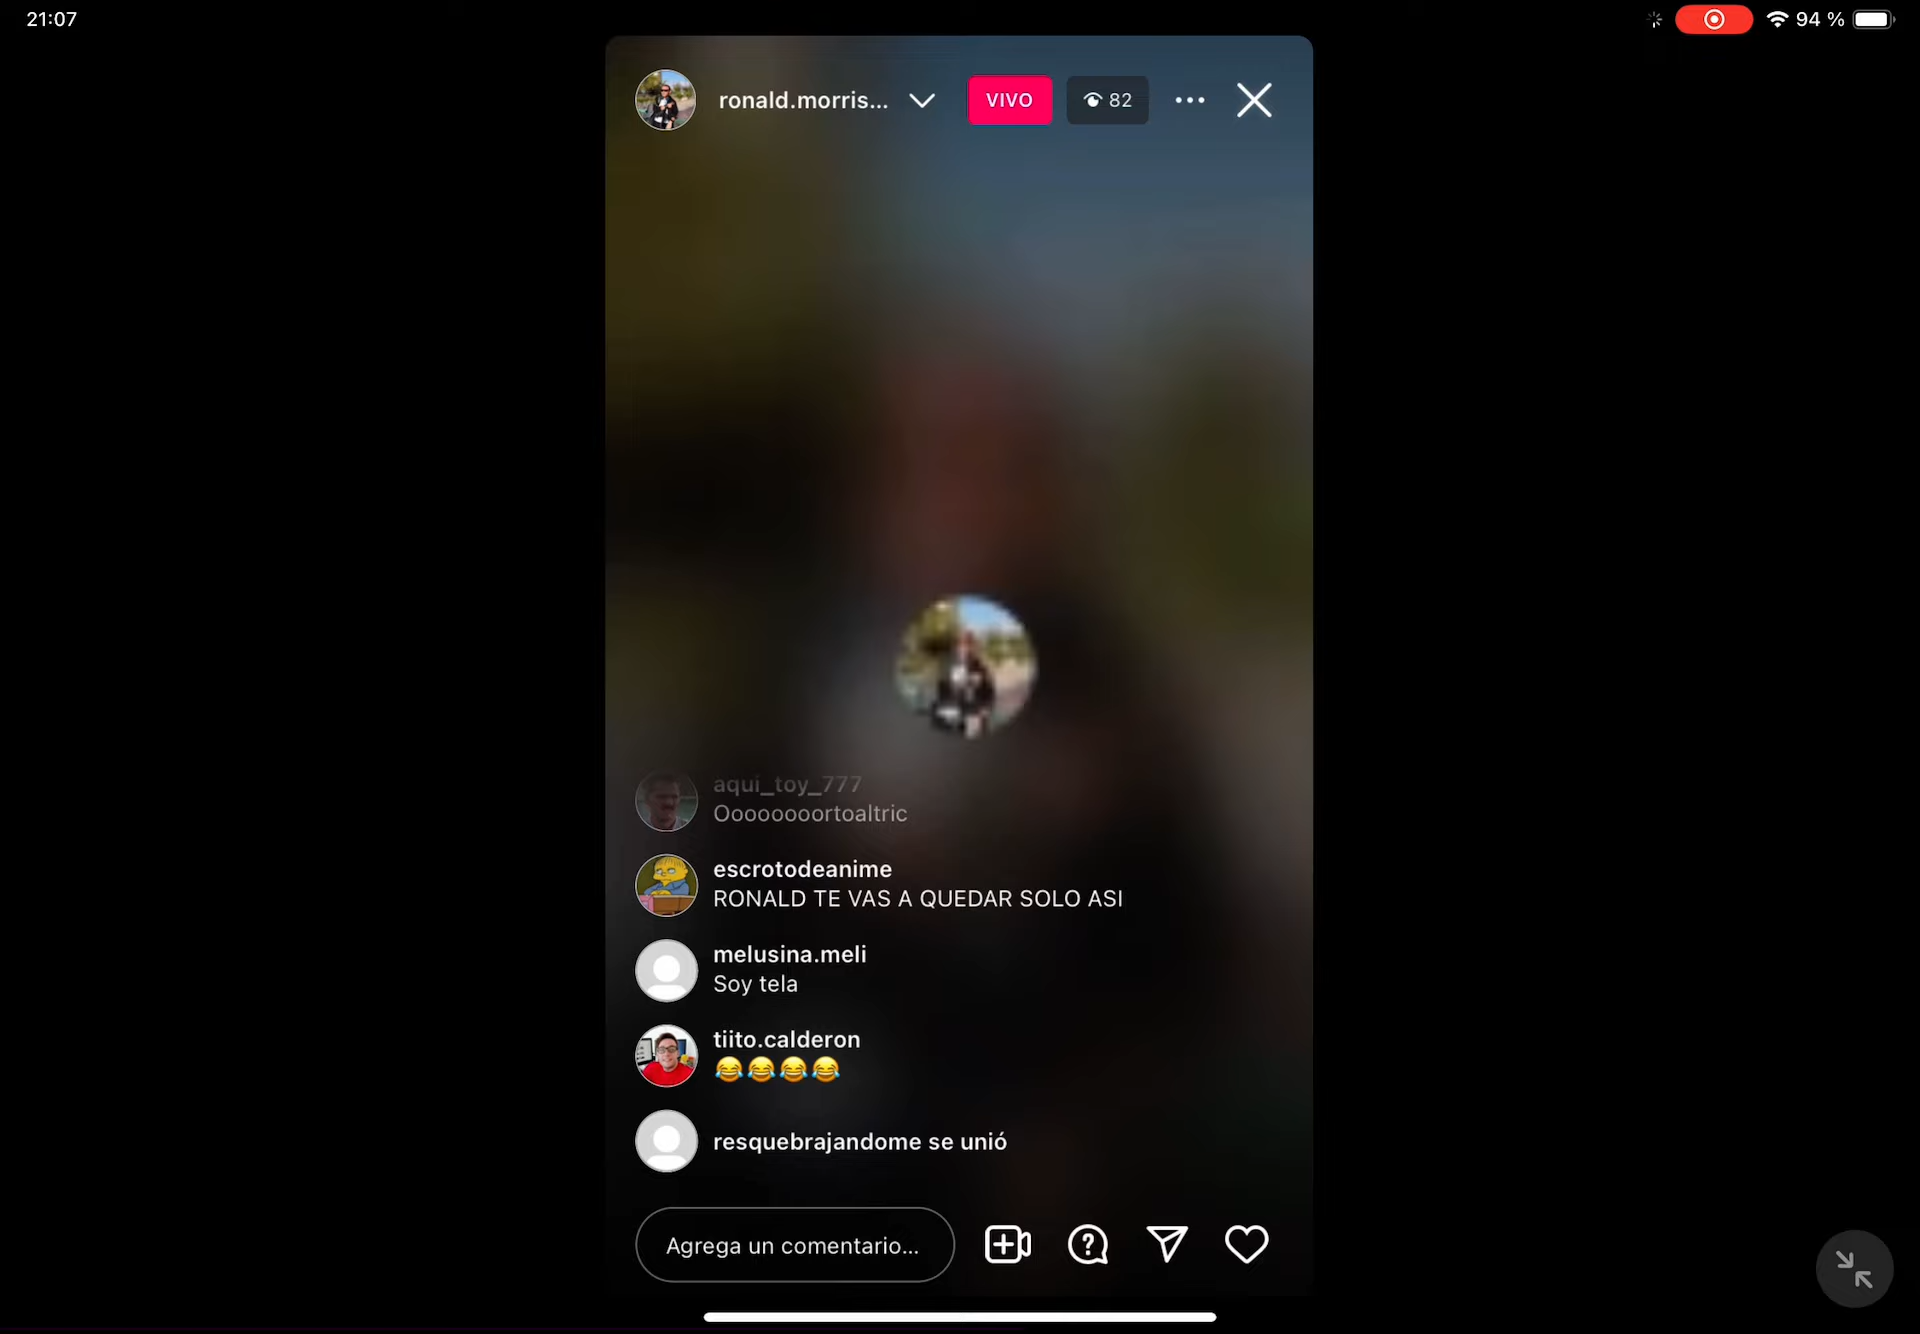 21:07
94 %
ronald.morris...
VIVO
82
aqui_toy_777
Oooooooortoaltric
escrotodeanime
RONALD TE VAS A QUEDAR SOLO ASI
melusina.meli
Soy tela
tiito.calderon
😂😂😂😂
resquebrajandome se unió
Agrega un comentario...